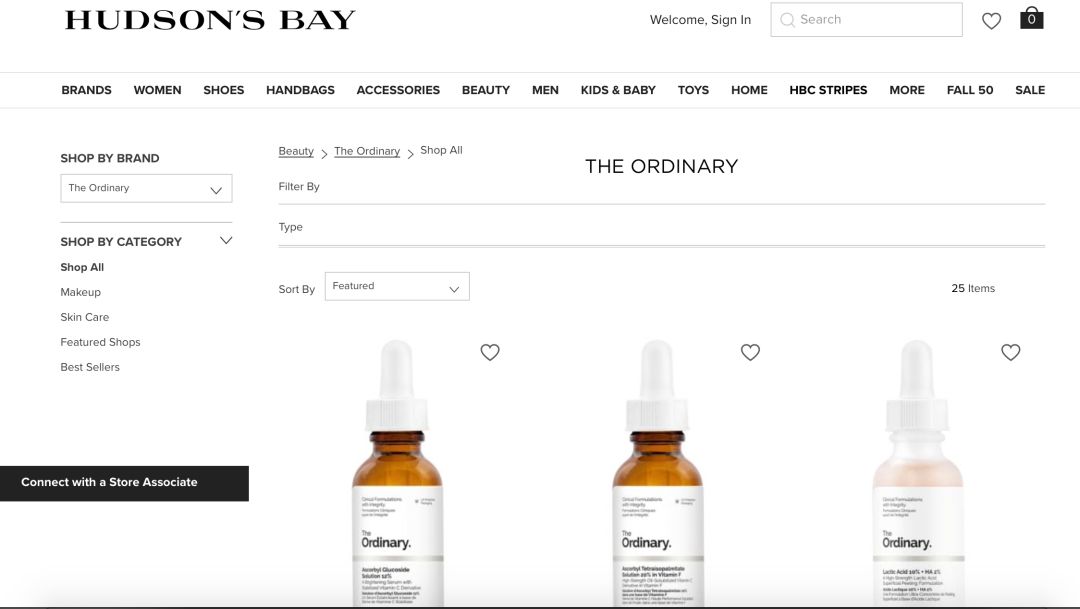 HUDSON'S BAY
Welcome, Sign In
Search
0
BRANDS WOMEN SHOES HANDBAGS ACCESSORIES BEAUTY MEN KIDS & BABY TOYS HOME HBC STRIPES MORE FALL 50 SALE
SHOP BY BRAND
The Ordinary
SHOP BY CATEGORY
Shop All
Makeup
Skin Care
Featured Shops
Best Sellers
Connect with a Store Associate
Beauty > The Ordinary > Shop All
THE ORDINARY
Filter By
Type
Sort By Featured
25 Items
Clinical Formulations
with Integrity.
The
Ordinary.
Ascorbyl Glucoside
Solution 12%
Clinical Formulations
with Integrity.
The
Ordinary.
Ascorbyl Tetraisopalmitate
Solution 20% in Vitamin F
Clinical Formulations
with Integrity.
The
Ordinary.
Lactic Acid 10% + HA 2%